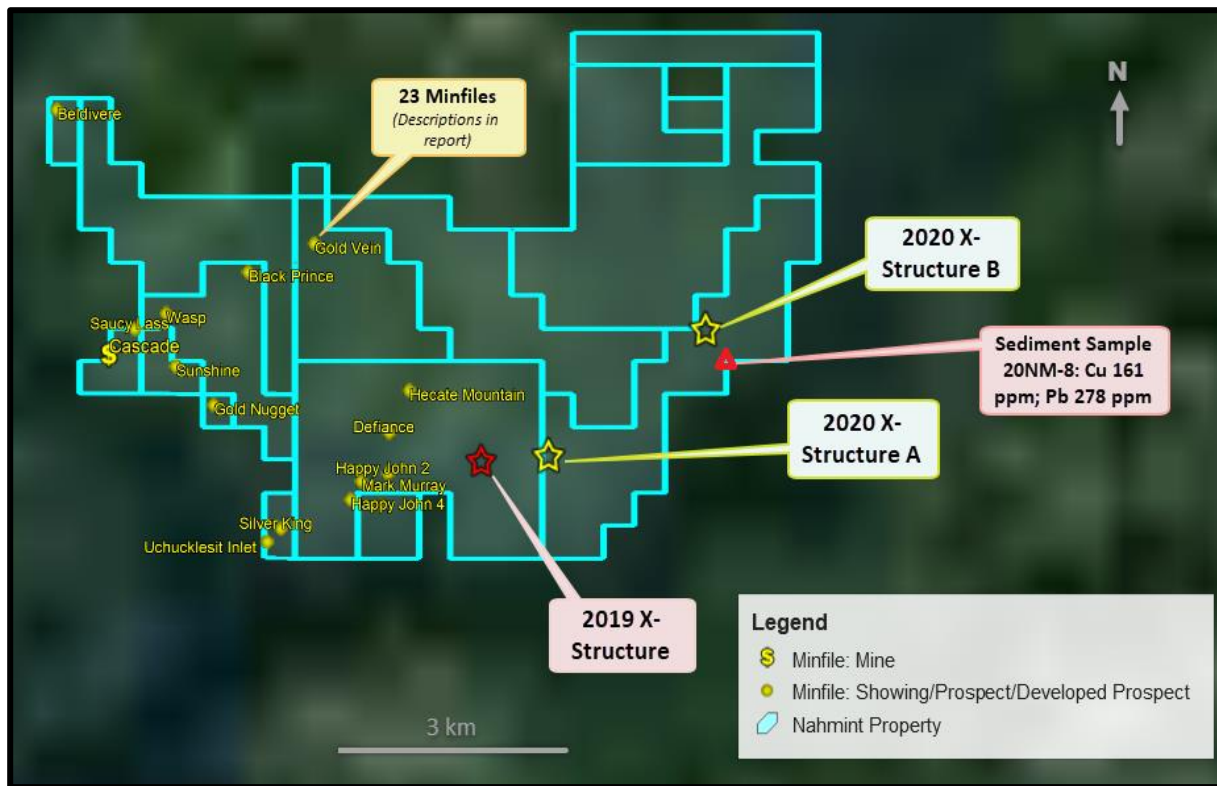 N
23 Minfiles
(Descriptions in
report)
Beldivere
Gold Vein
Black Prince
2020 X-
Structure B
Wasp
Saucy Lass
$
Cascade
Sunshine
Sediment Sample
20NM-8: Cu 161
ppm; Pb 278 ppm
Hecate Mountain
Gold Nugget
Defiance
2020 X-
Structure A
Happy John 2
Mark Murray
Happy John 4
Silver King
Uchucklesit Inlet
2019 X-
Structure
3 km
Legend
$ Minfile: Mine
Minfile: Showing/Prospect/Developed Prospect
Nahmint Property